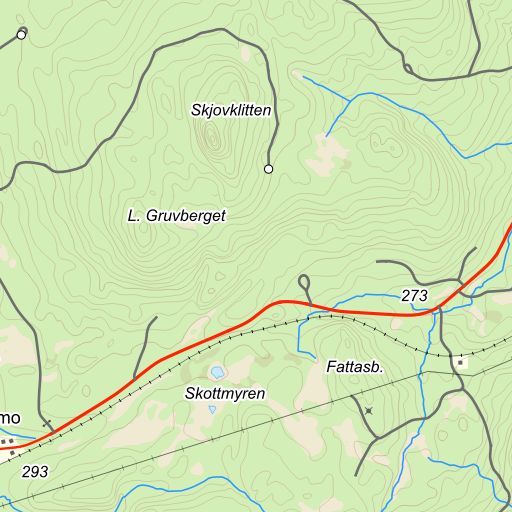 Skjovklitten
L. Gruvberget
273
Fattasb.
Skottmyren
mo
293